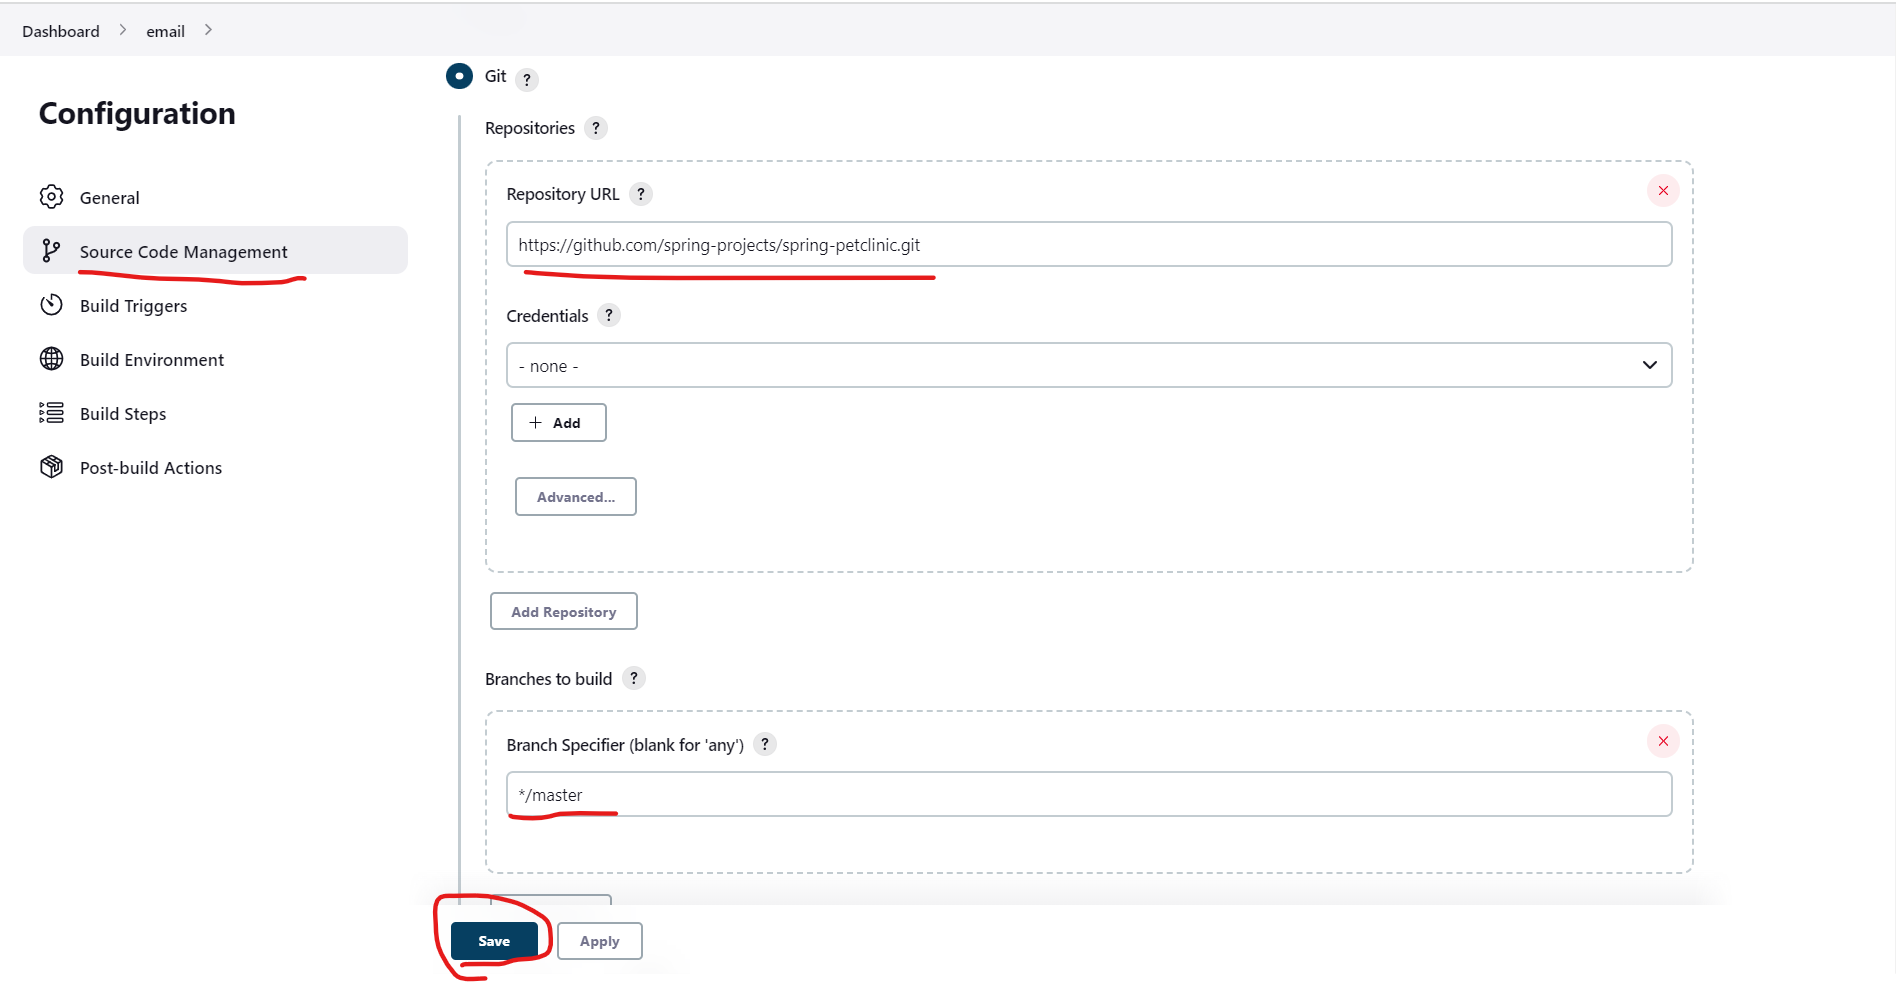 Dashboard > email >
Configuration
General
Source Code Management
Build Triggers
Build Environment
Build Steps
Post-build Actions
Git ?
Repositories ?
Repository URL ?
https://github.com/spring-projects/spring-petclinic.git
Credentials ?
- none -
+ Add
Advanced...
Add Repository
Branches to build ?
Branch Specifier (blank for 'any') ?
*/master
Save Apply